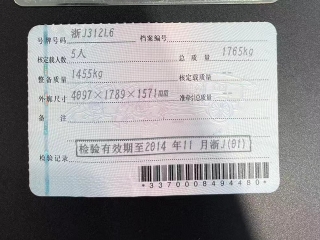 号牌号码 浙J312L6 档案编号
核定载人数 5人 总质量 1765kg
整备质量 1455kg 核定载质量
外廓尺寸 4097×1789×1571 准牵引总质量
备注
检验有效期至2014年11月浙J(01)
检验记录
*3370008494480*